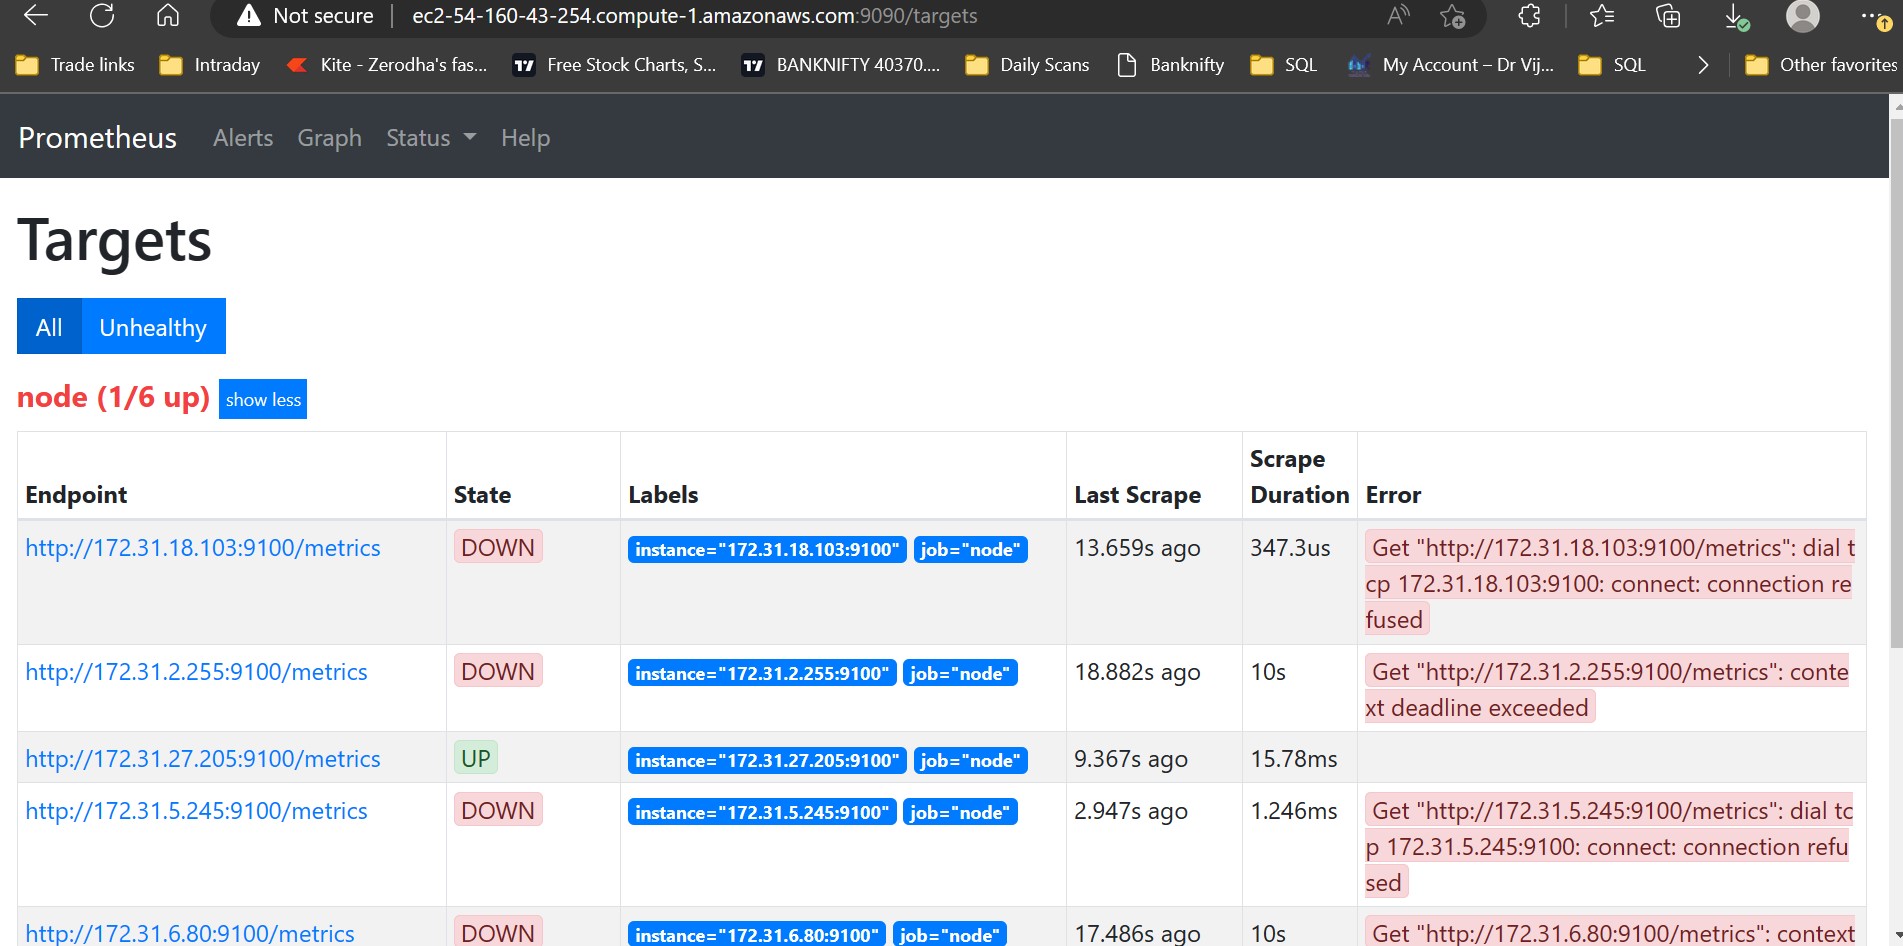 Not secure ec2-54-160-43-254.compute-1.amazonaws.com:9090/targets
Trade links Intraday Kite - Zerodha's fas... Free Stock Charts, S... BANKNIFTY 40370.... Daily Scans Banknifty SQL My Account – Dr Vij... SQL Other favorites
Prometheus Alerts Graph Status Help
Targets
All Unhealthy
node (1/6 up) show less
Endpoint State Labels Last Scrape Scrape Duration Error
http://172.31.18.103:9100/metrics DOWN instance="172.31.18.103:9100" job="node" 13.659s ago 347.3us Get "http://172.31.18.103:9100/metrics": dial t
cp 172.31.18.103:9100: connect: connection re
fused
http://172.31.2.255:9100/metrics DOWN instance="172.31.2.255:9100" job="node" 18.882s ago 10s Get "http://172.31.2.255:9100/metrics": conte
xt deadline exceeded
http://172.31.27.205:9100/metrics UP instance="172.31.27.205:9100" job="node" 9.367s ago 15.78ms
http://172.31.5.245:9100/metrics DOWN instance="172.31.5.245:9100" job="node" 2.947s ago 1.246ms Get "http://172.31.5.245:9100/metrics": dial tc
p 172.31.5.245:9100: connect: connection refu
sed
http://172.31.6.80:9100/metrics DOWN instance="172.31.6.80:9100" job="node" 17.486s ago 10s Get "http://172.31.6.80:9100/metrics": context